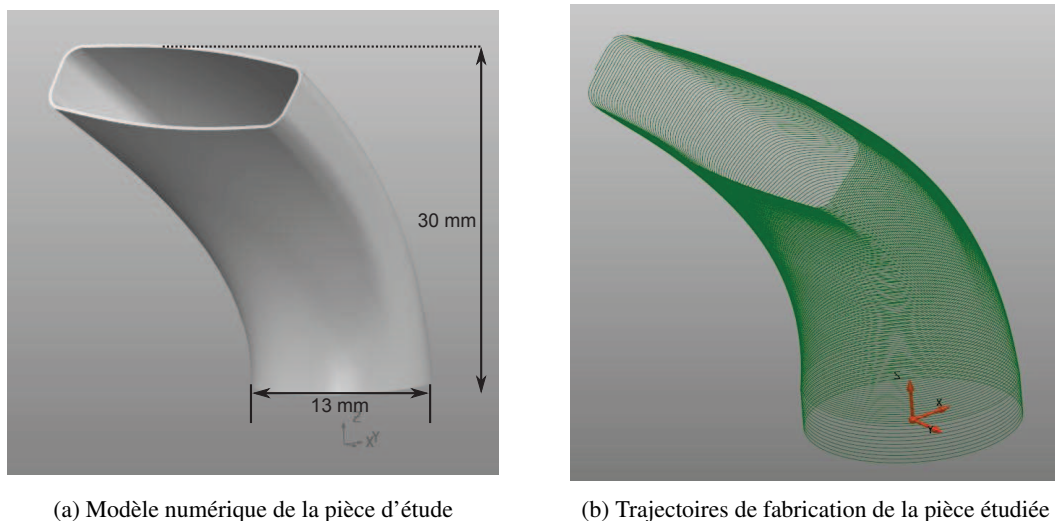 30 mm
13 mm
Z
X Y
Z
X
Y
(a) Modèle numérique de la pièce d'étude
(b) Trajectoires de fabrication de la pièce étudiée